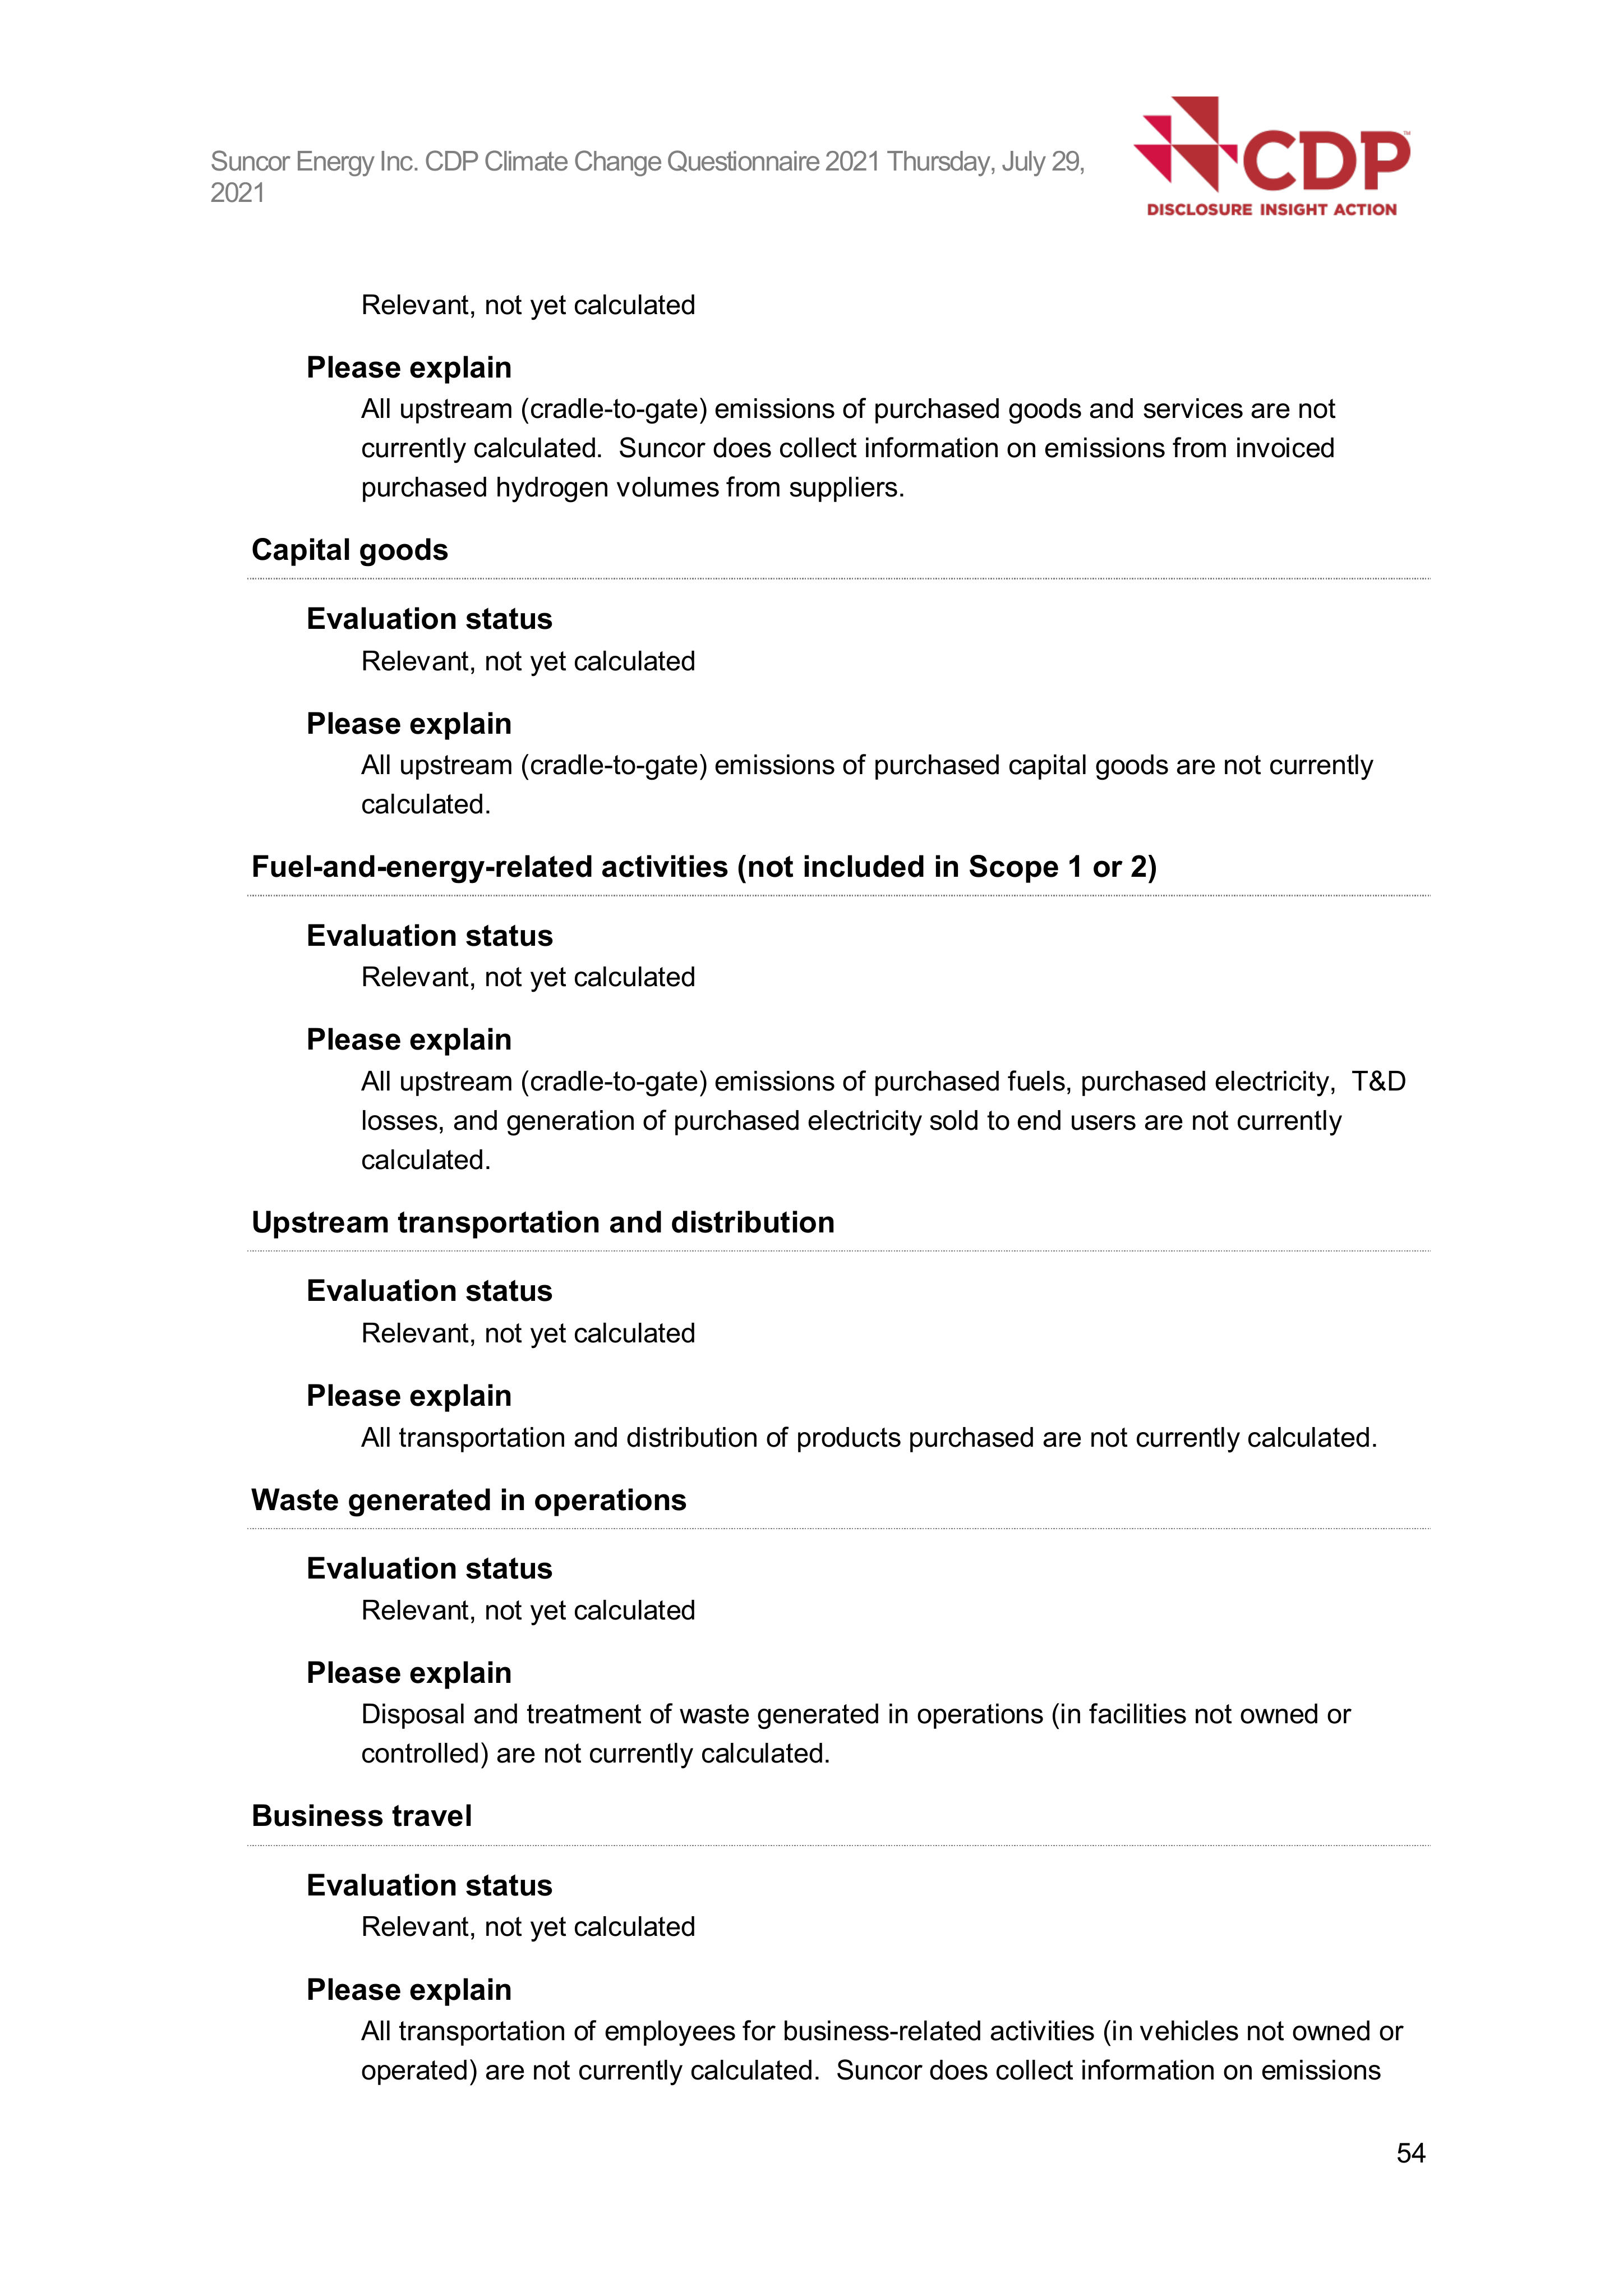 Suncor Energy Inc. CDP Climate Change Questionnaire 2021 Thursday, July 29,
2021
CDP™
DISCLOSURE INSIGHT ACTION
Relevant, not yet calculated
Please explain
All upstream (cradle-to-gate) emissions of purchased goods and services are not
currently calculated.  Suncor does collect information on emissions from invoiced
purchased hydrogen volumes from suppliers.
Capital goods
Evaluation status
Relevant, not yet calculated
Please explain
All upstream (cradle-to-gate) emissions of purchased capital goods are not currently
calculated.
Fuel-and-energy-related activities (not included in Scope 1 or 2)
Evaluation status
Relevant, not yet calculated
Please explain
All upstream (cradle-to-gate) emissions of purchased fuels, purchased electricity,  T&D
losses, and generation of purchased electricity sold to end users are not currently
calculated.
Upstream transportation and distribution
Evaluation status
Relevant, not yet calculated
Please explain
All transportation and distribution of products purchased are not currently calculated.
Waste generated in operations
Evaluation status
Relevant, not yet calculated
Please explain
Disposal and treatment of waste generated in operations (in facilities not owned or
controlled) are not currently calculated.
Business travel
Evaluation status
Relevant, not yet calculated
Please explain
All transportation of employees for business-related activities (in vehicles not owned or
operated) are not currently calculated.  Suncor does collect information on emissions
54